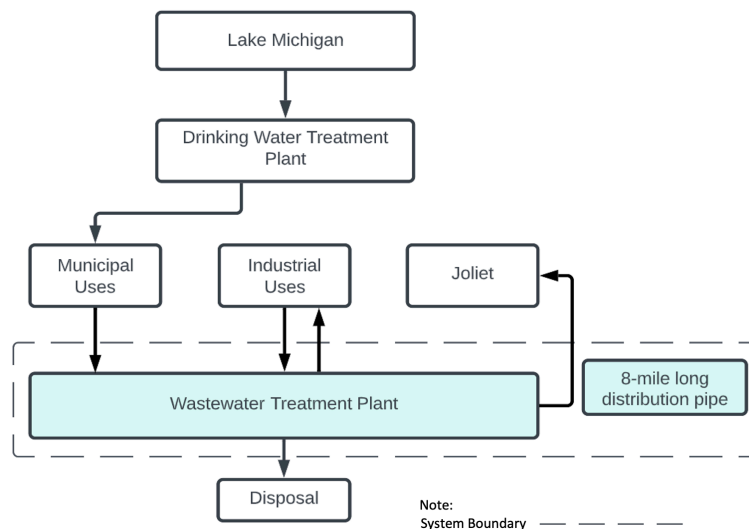 Lake Michigan
Drinking Water Treatment
Plant
Municipal
Uses
Industrial
Uses
Joliet
8-mile long
distribution pipe
Wastewater Treatment Plant
Disposal
Note:
System Boundary